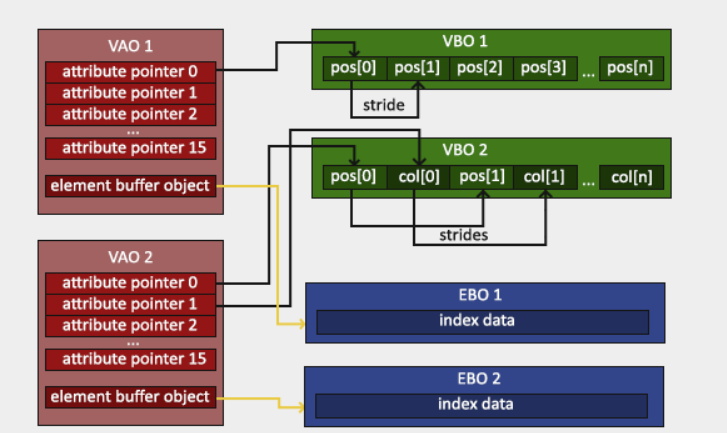 VAO 1
attribute pointer 0
attribute pointer 1
attribute pointer 2
...
attribute pointer 15
element buffer object
VBO 1
pos[0] pos[1] pos[2] pos[3] ... pos[n]
stride
VBO 2
pos[0] col[0] pos[1] col[1] ... col[n]
strides
VAO 2
attribute pointer 0
attribute pointer 1
attribute pointer 2
...
attribute pointer 15
element buffer object
EBO 1
index data
EBO 2
index data